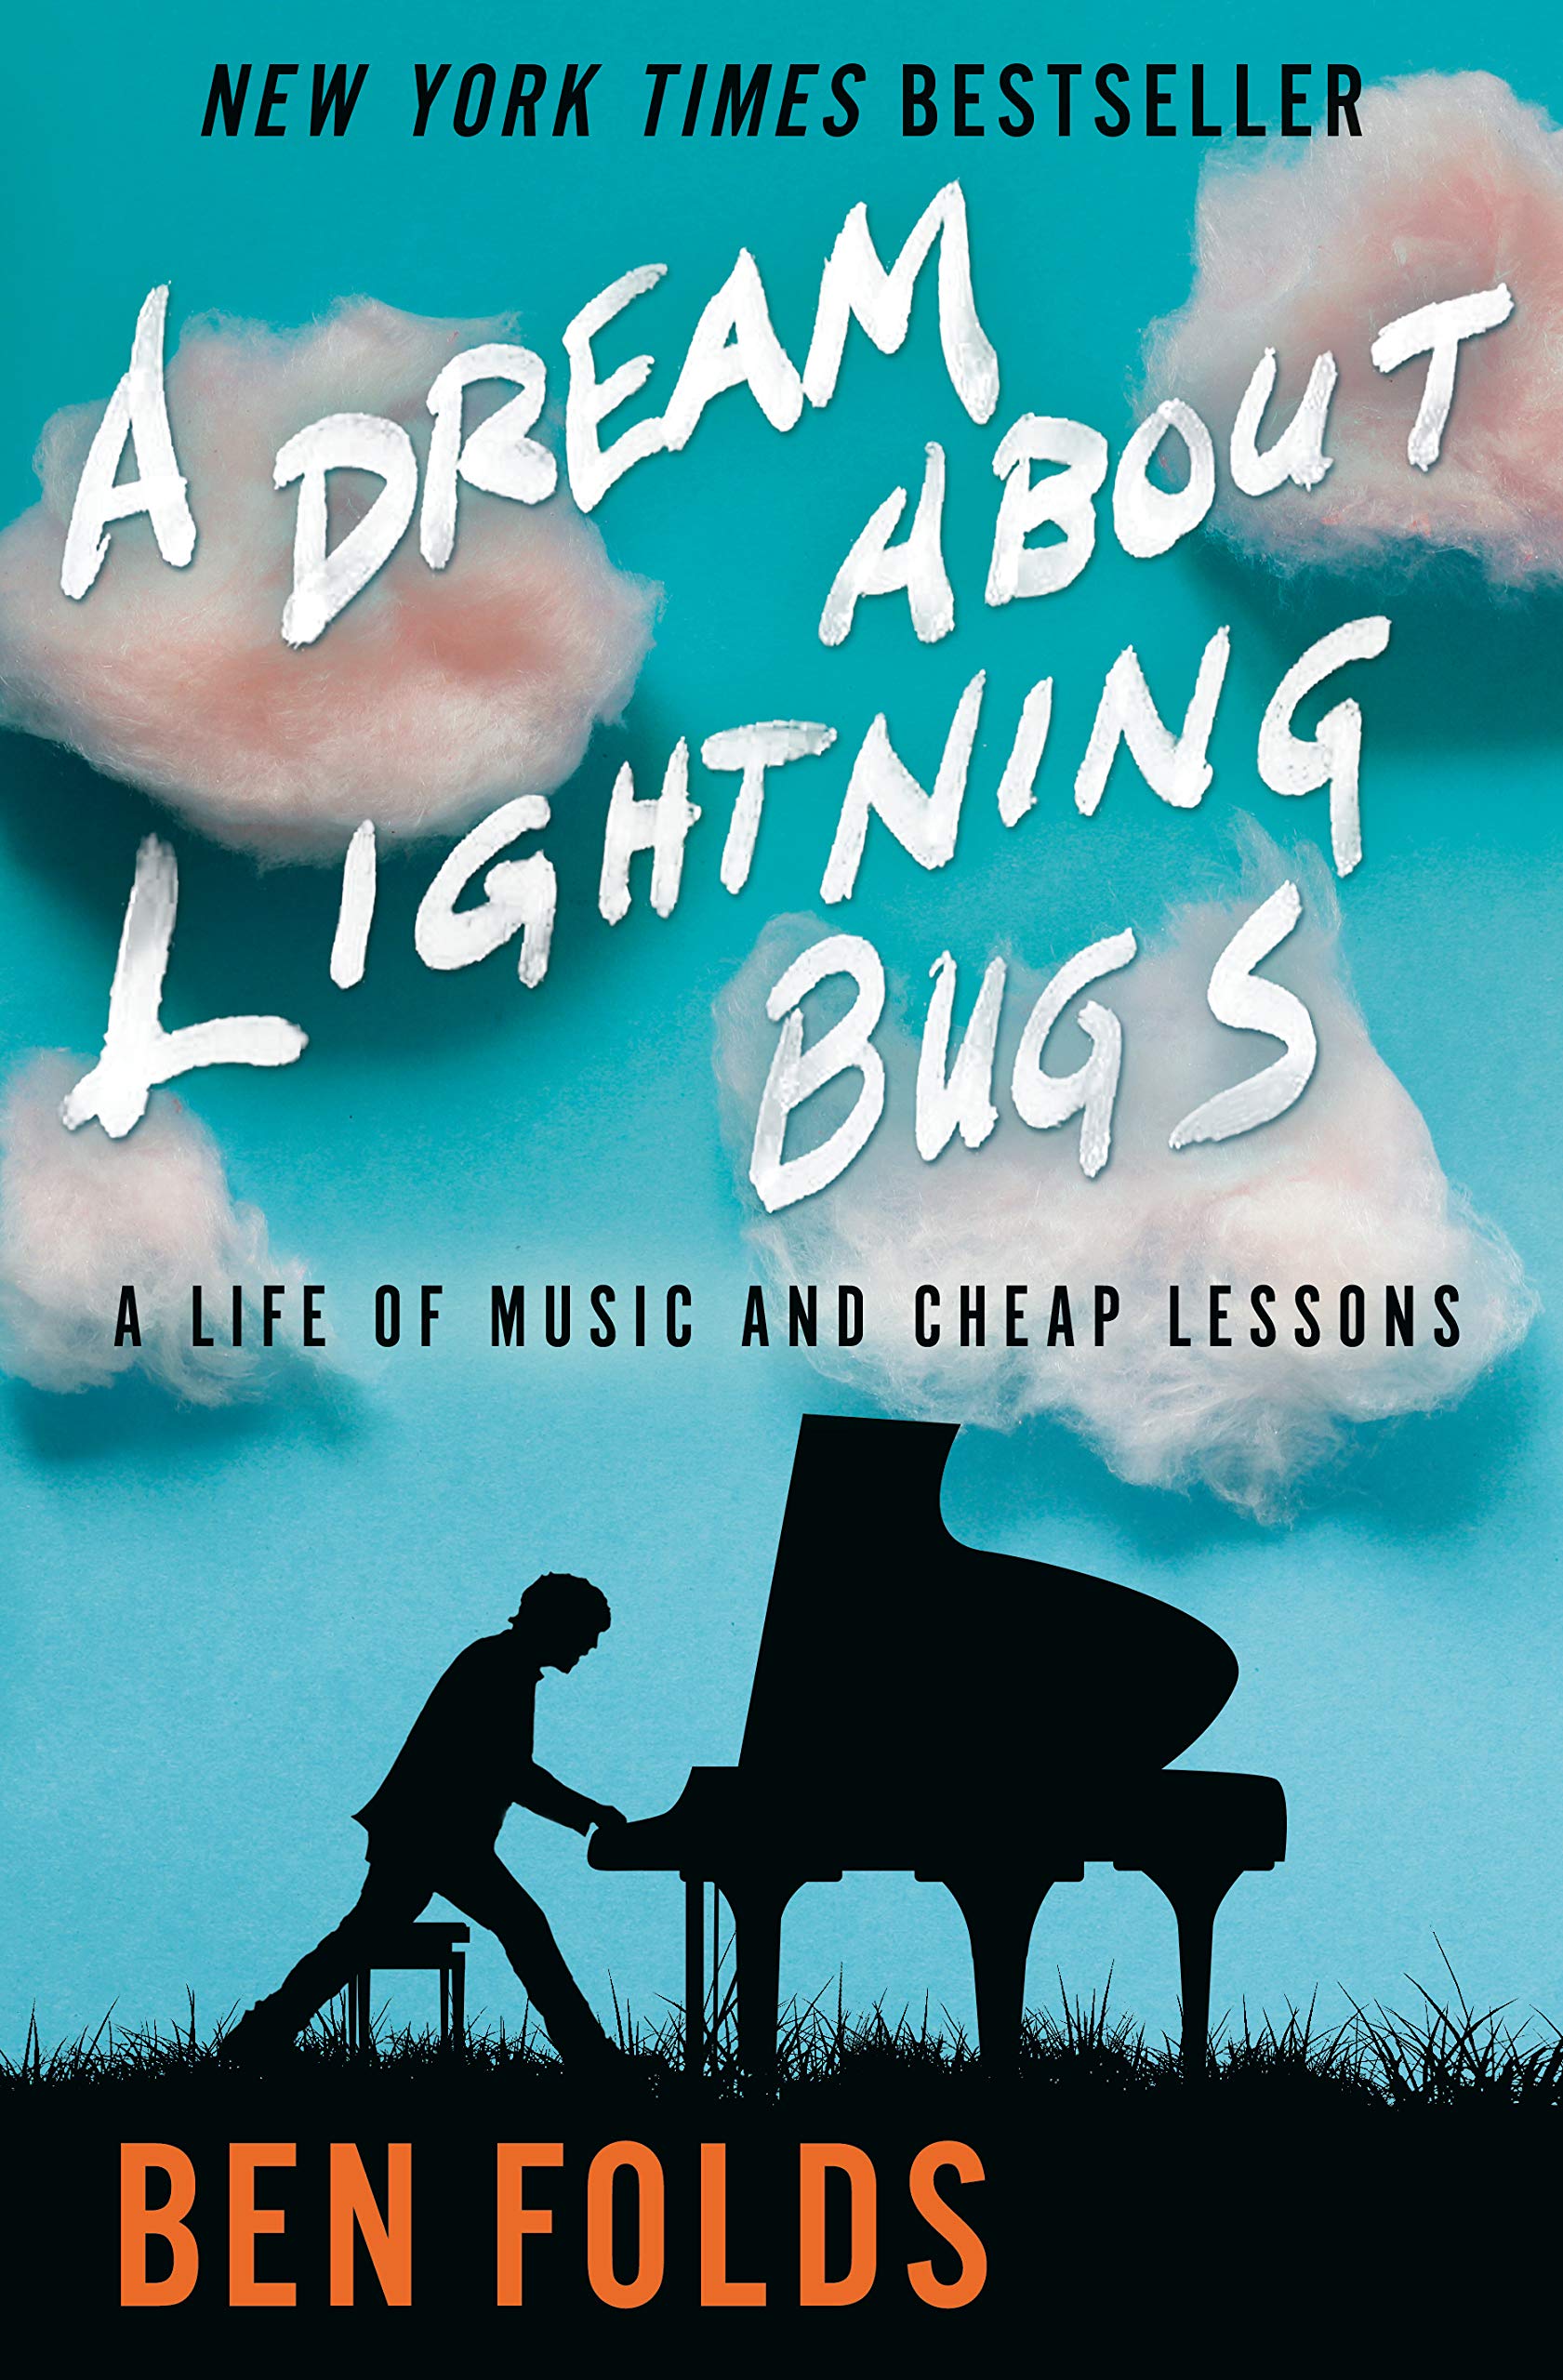 NEW YORK TIMES BESTSELLER
A DREAM
ABOUT
LIGHTNING
BUGS
A LIFE OF MUSIC AND CHEAP LESSONS
BEN FOLDS